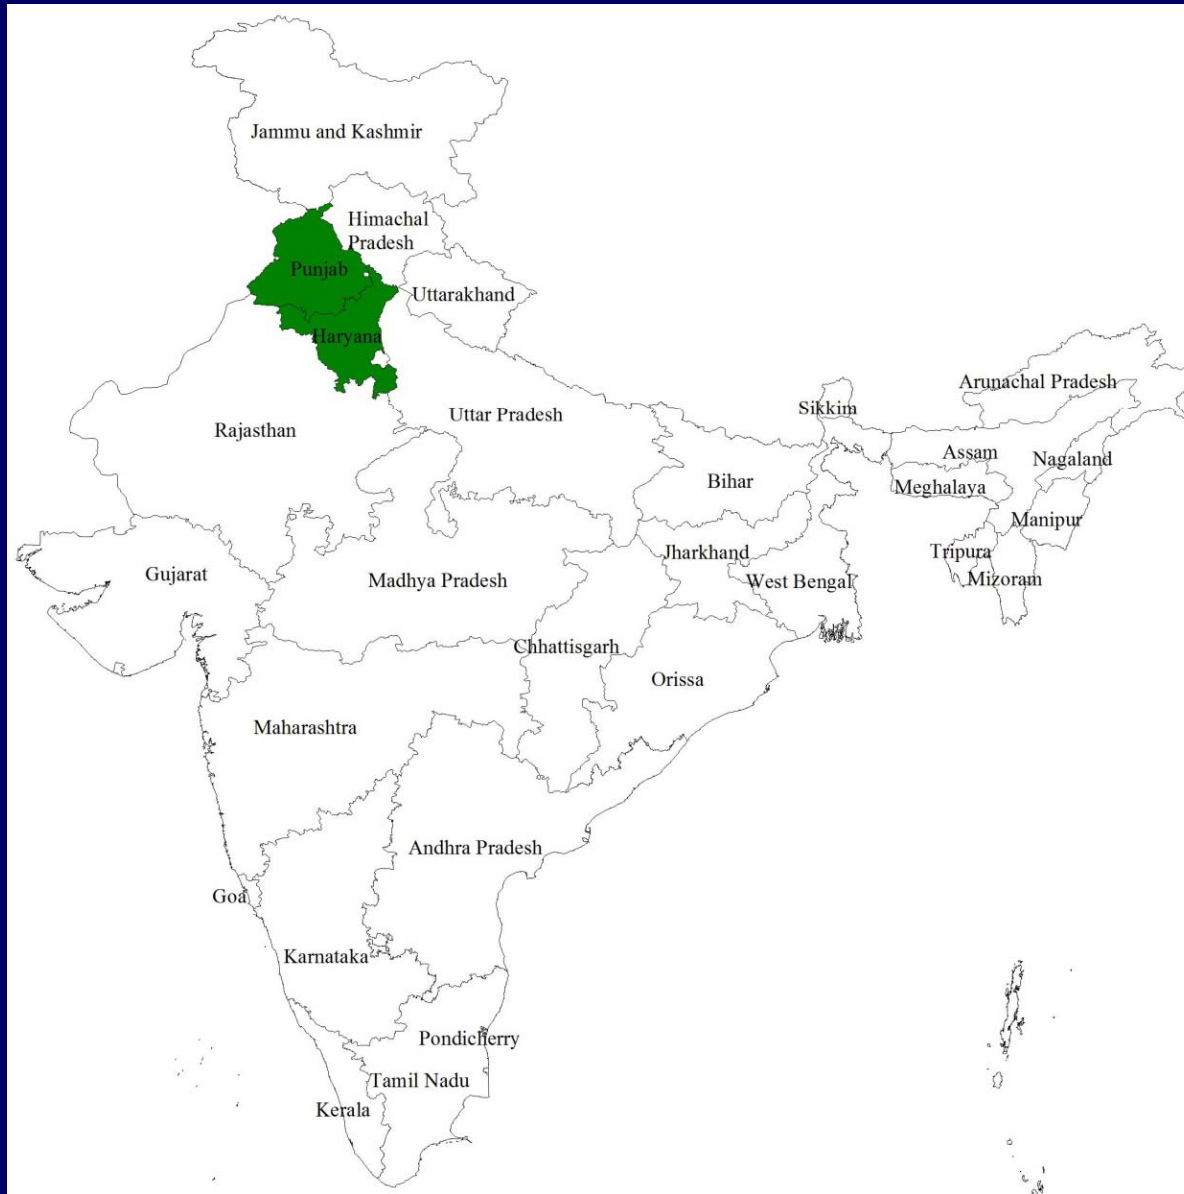 Jammu and Kashmir
Himachal
Pradesh
Punjab
Uttarakhand
Haryana
Arunachal Pradesh
Sikkim
Uttar Pradesh
Rajasthan
Assam
Nagaland
Bihar
Meghalaya
Manipur
Jharkhand
Tripura
Gujarat
Madhya Pradesh
West Bengal
Mizoram
Chhattisgarh
Orissa
Maharashtra
Andhra Pradesh
Goa
Karnataka
Pondicherry
Tamil Nadu
Kerala